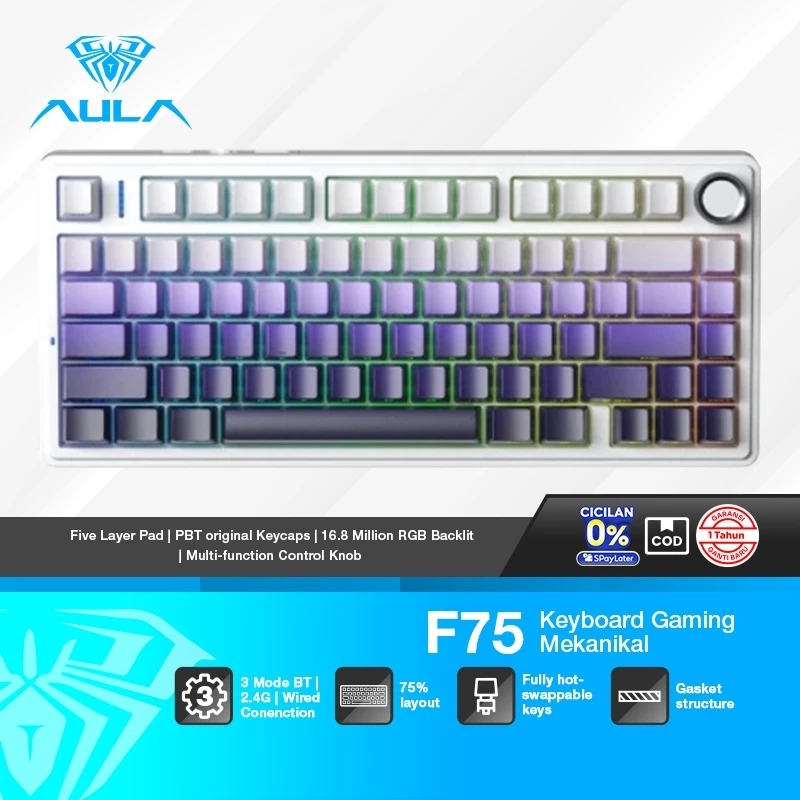 AULA
Five Layer Pad | PBT original Keycaps | 16.8 Million RGB Backlit
| Multi-function Control Knob
CICILAN
0%
SPayLater
COD
GARANSI
1 Tahun
GANTI BARU
F75
Keyboard Gaming
Mekanikal
3
3 Mode BT |
2.4G | Wired
Conenction
75%
layout
Fully hot-
swappable
keys
Gasket
structure